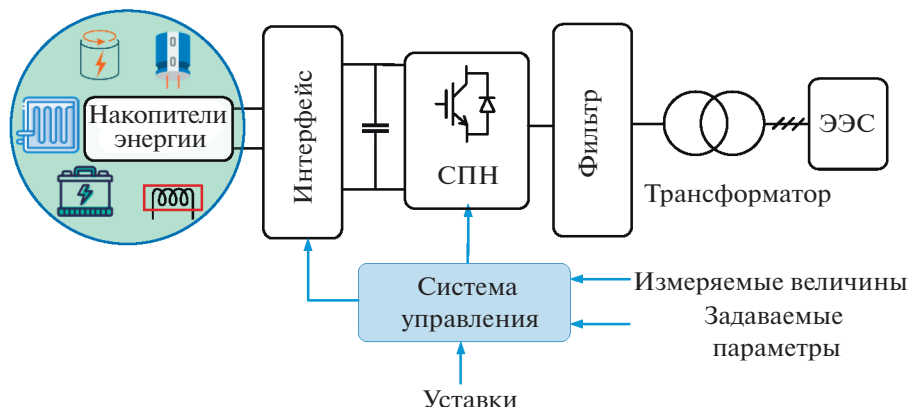 Накопители
энергии
Интерфейс
СПН
Фильтр
Трансформатор
ЭЭС
Система
управления
Измеряемые величины
Задаваемые
параметры
Уставки